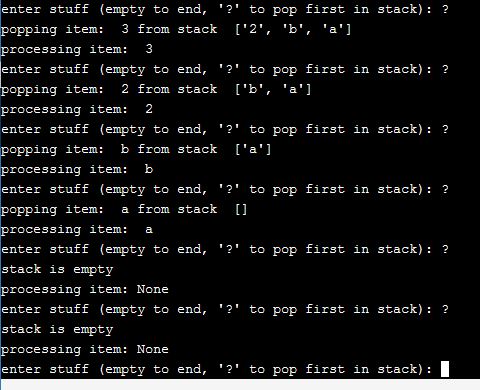 enter stuff (empty to end, '?' to pop first in stack): ?
popping item:  3 from stack  ['2', 'b', 'a']
processing item:  3
enter stuff (empty to end, '?' to pop first in stack): ?
popping item:  2 from stack  ['b', 'a']
processing item:  2
enter stuff (empty to end, '?' to pop first in stack): ?
popping item:  b from stack  ['a']
processing item:  b
enter stuff (empty to end, '?' to pop first in stack): ?
popping item:  a from stack  []
processing item:  a
enter stuff (empty to end, '?' to pop first in stack): ?
stack is empty
processing item: None
enter stuff (empty to end, '?' to pop first in stack): ?
stack is empty
processing item: None
enter stuff (empty to end, '?' to pop first in stack):